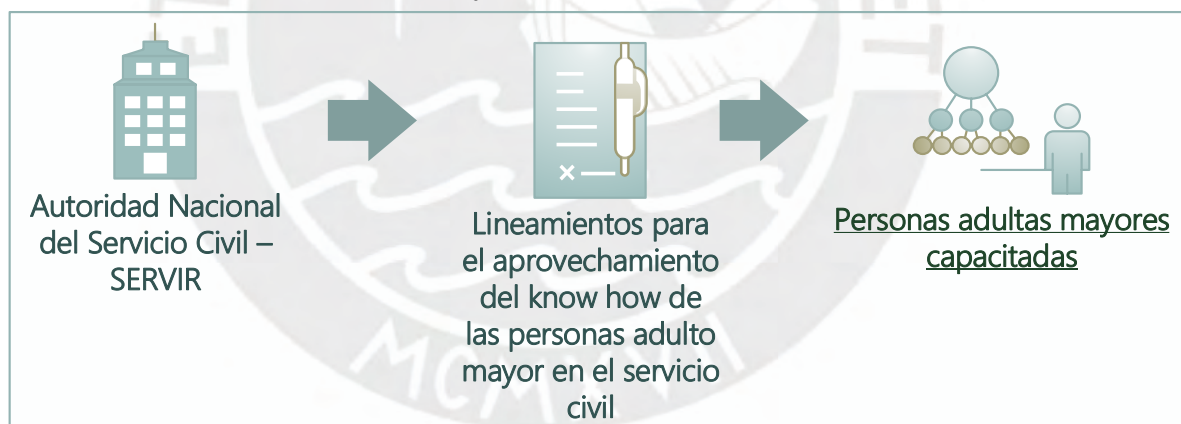 Autoridad Nacional
del Servicio Civil –
SERVIR
Lineamientos para
el aprovechamiento
del know how de
las personas adulto
mayor en el servicio
civil
Personas adultas mayores
capacitadas
MCMXVII